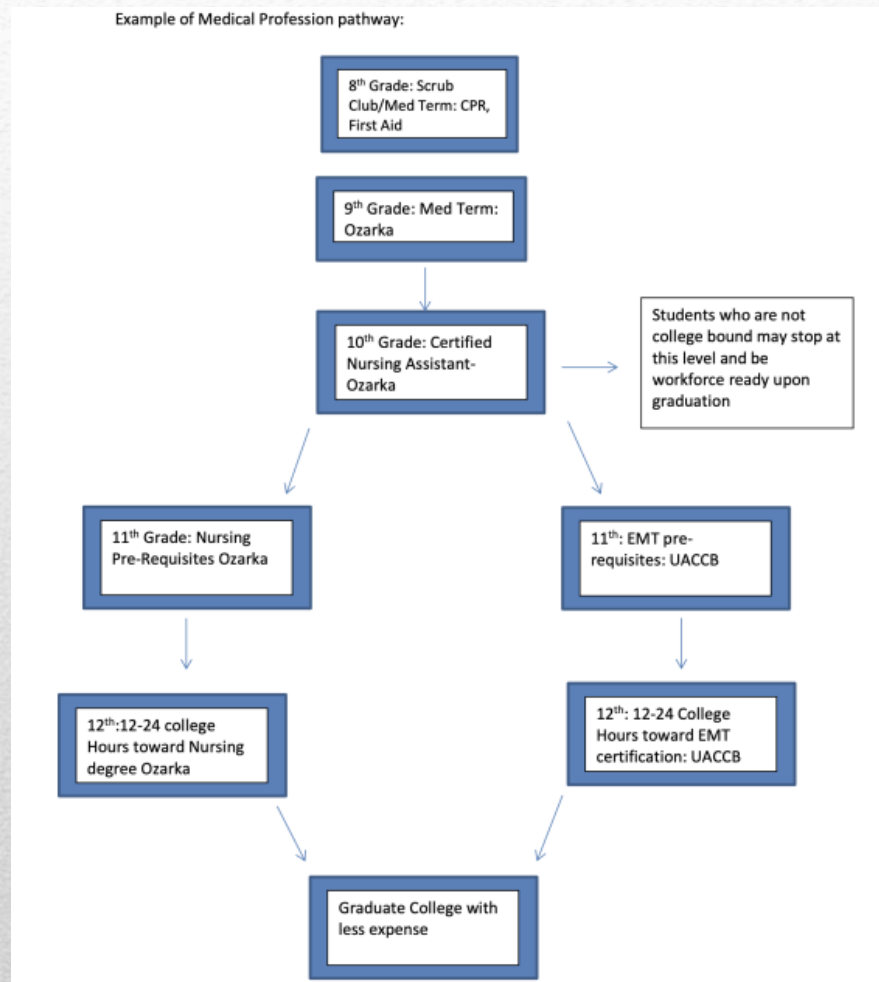 Example of Medical Profession pathway:
8th Grade: Scrub
Club/Med Term: CPR,
First Aid
9th Grade: Med Term:
Ozarka
10th Grade: Certified
Nursing Assistant-
Ozarka
Students who are not
college bound may stop at
this level and be
workforce ready upon
graduation
11th Grade: Nursing
Pre-Requisites Ozarka
11th: EMT pre-
requisites: UACCB
12th:12-24 college
Hours toward Nursing
degree Ozarka
12th: 12-24 College
Hours toward EMT
certification: UACCB
Graduate College with
less expense